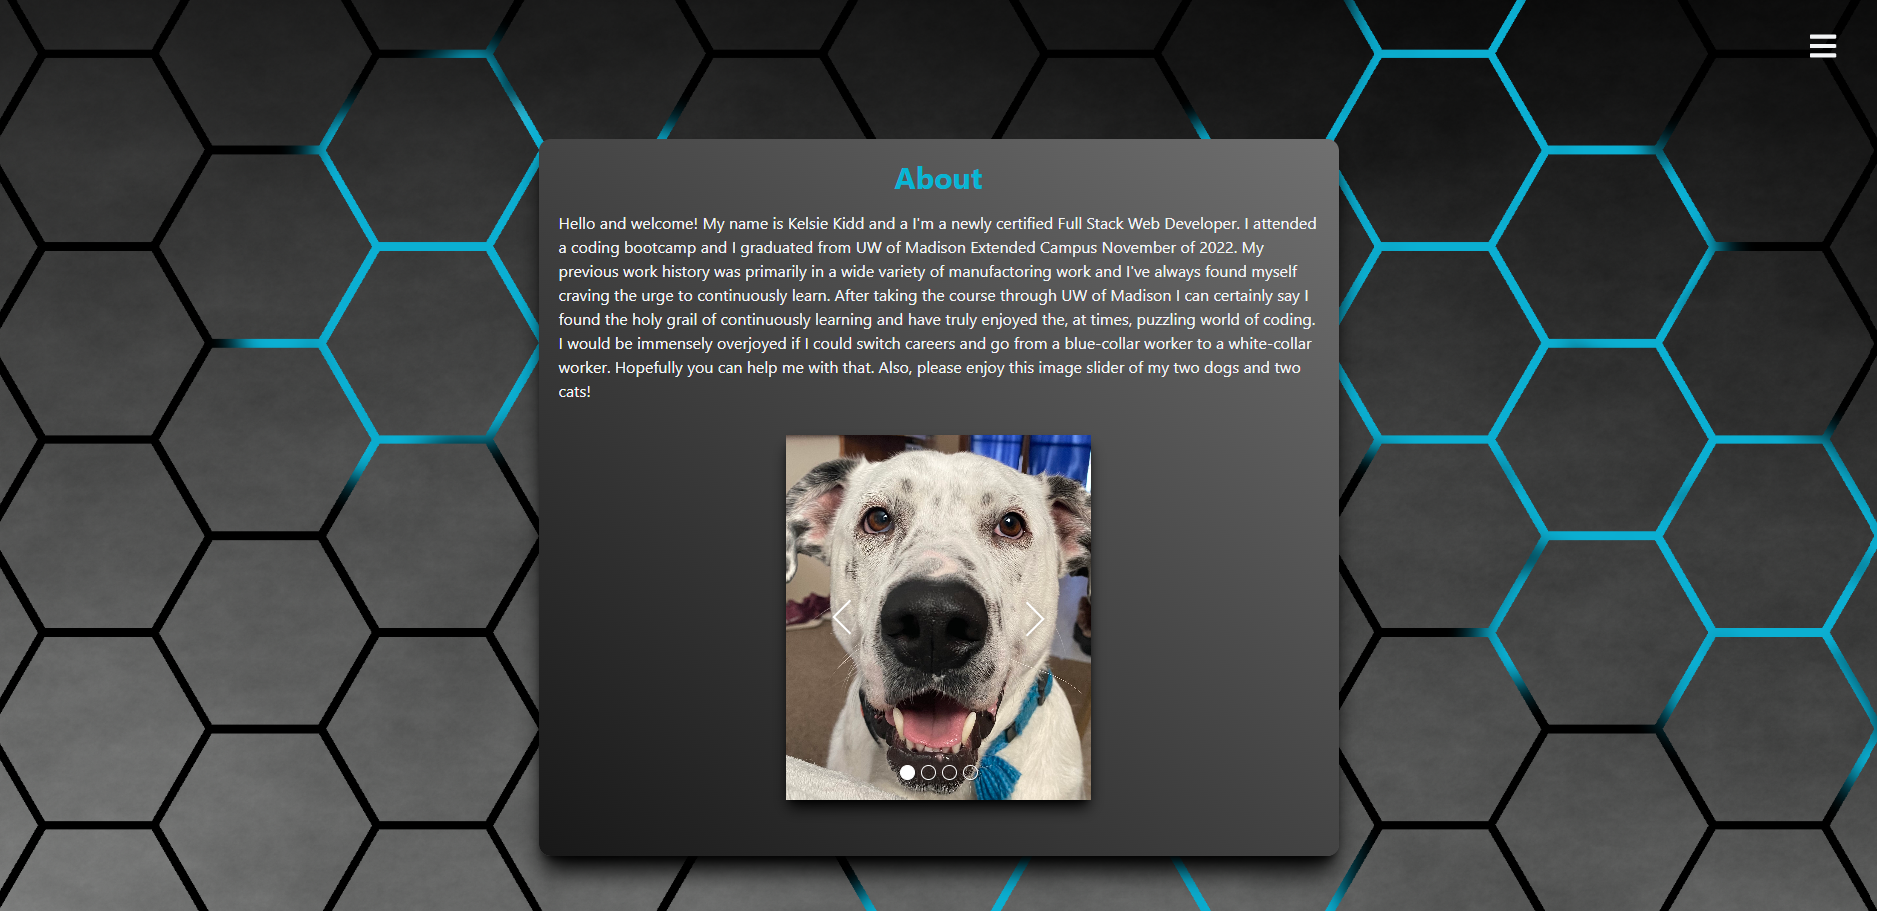 About
Hello and welcome! My name is Kelsie Kidd and a I'm a newly certified Full Stack Web Developer. I attended
a coding bootcamp and I graduated from UW of Madison Extended Campus November of 2022. My
previous work history was primarily in a wide variety of manufactoring work and I've always found myself
craving the urge to continuously learn. After taking the course through UW of Madison I can certainly say I
found the holy grail of continuously learning and have truly enjoyed the, at times, puzzling world of coding.
I would be immensely overjoyed if I could switch careers and go from a blue-collar worker to a white-collar
worker. Hopefully you can help me with that. Also, please enjoy this image slider of my two dogs and two
cats!